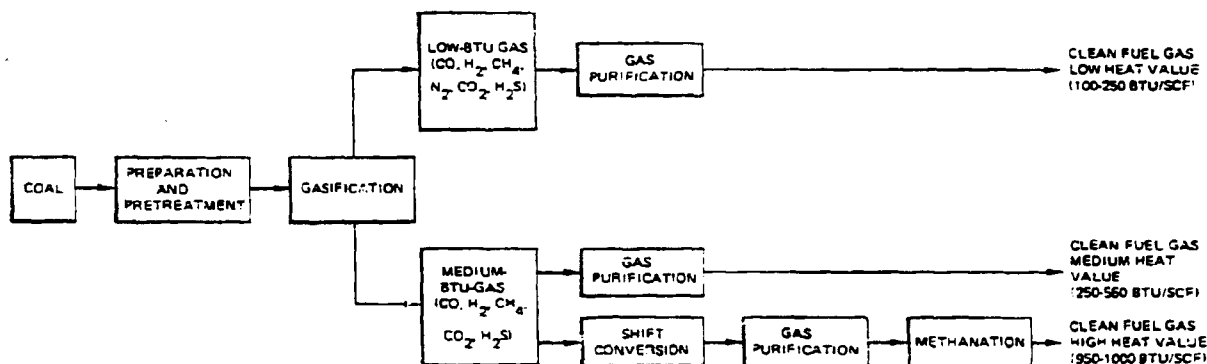 LOW-BTU GAS
(CO, H2, CH4,
N2, CO2, H2S)
GAS
PURIFICATION
CLEAN FUEL GAS
LOW HEAT VALUE
(100-250 BTU/SCF)
COAL
PREPARATION
AND
PRETREATMENT
GASIFICATION
MEDIUM-
BTU-GAS
(CO, H2, CH4,
CO2, H2S)
GAS
PURIFICATION
CLEAN FUEL GAS
MEDIUM HEAT
VALUE
(250-560 BTU/SCF)
SHIFT
CONVERSION
GAS
PURIFICATION
METHANATION
CLEAN FUEL GAS
HIGH HEAT VALUE
(950-1000 BTU/SCF)